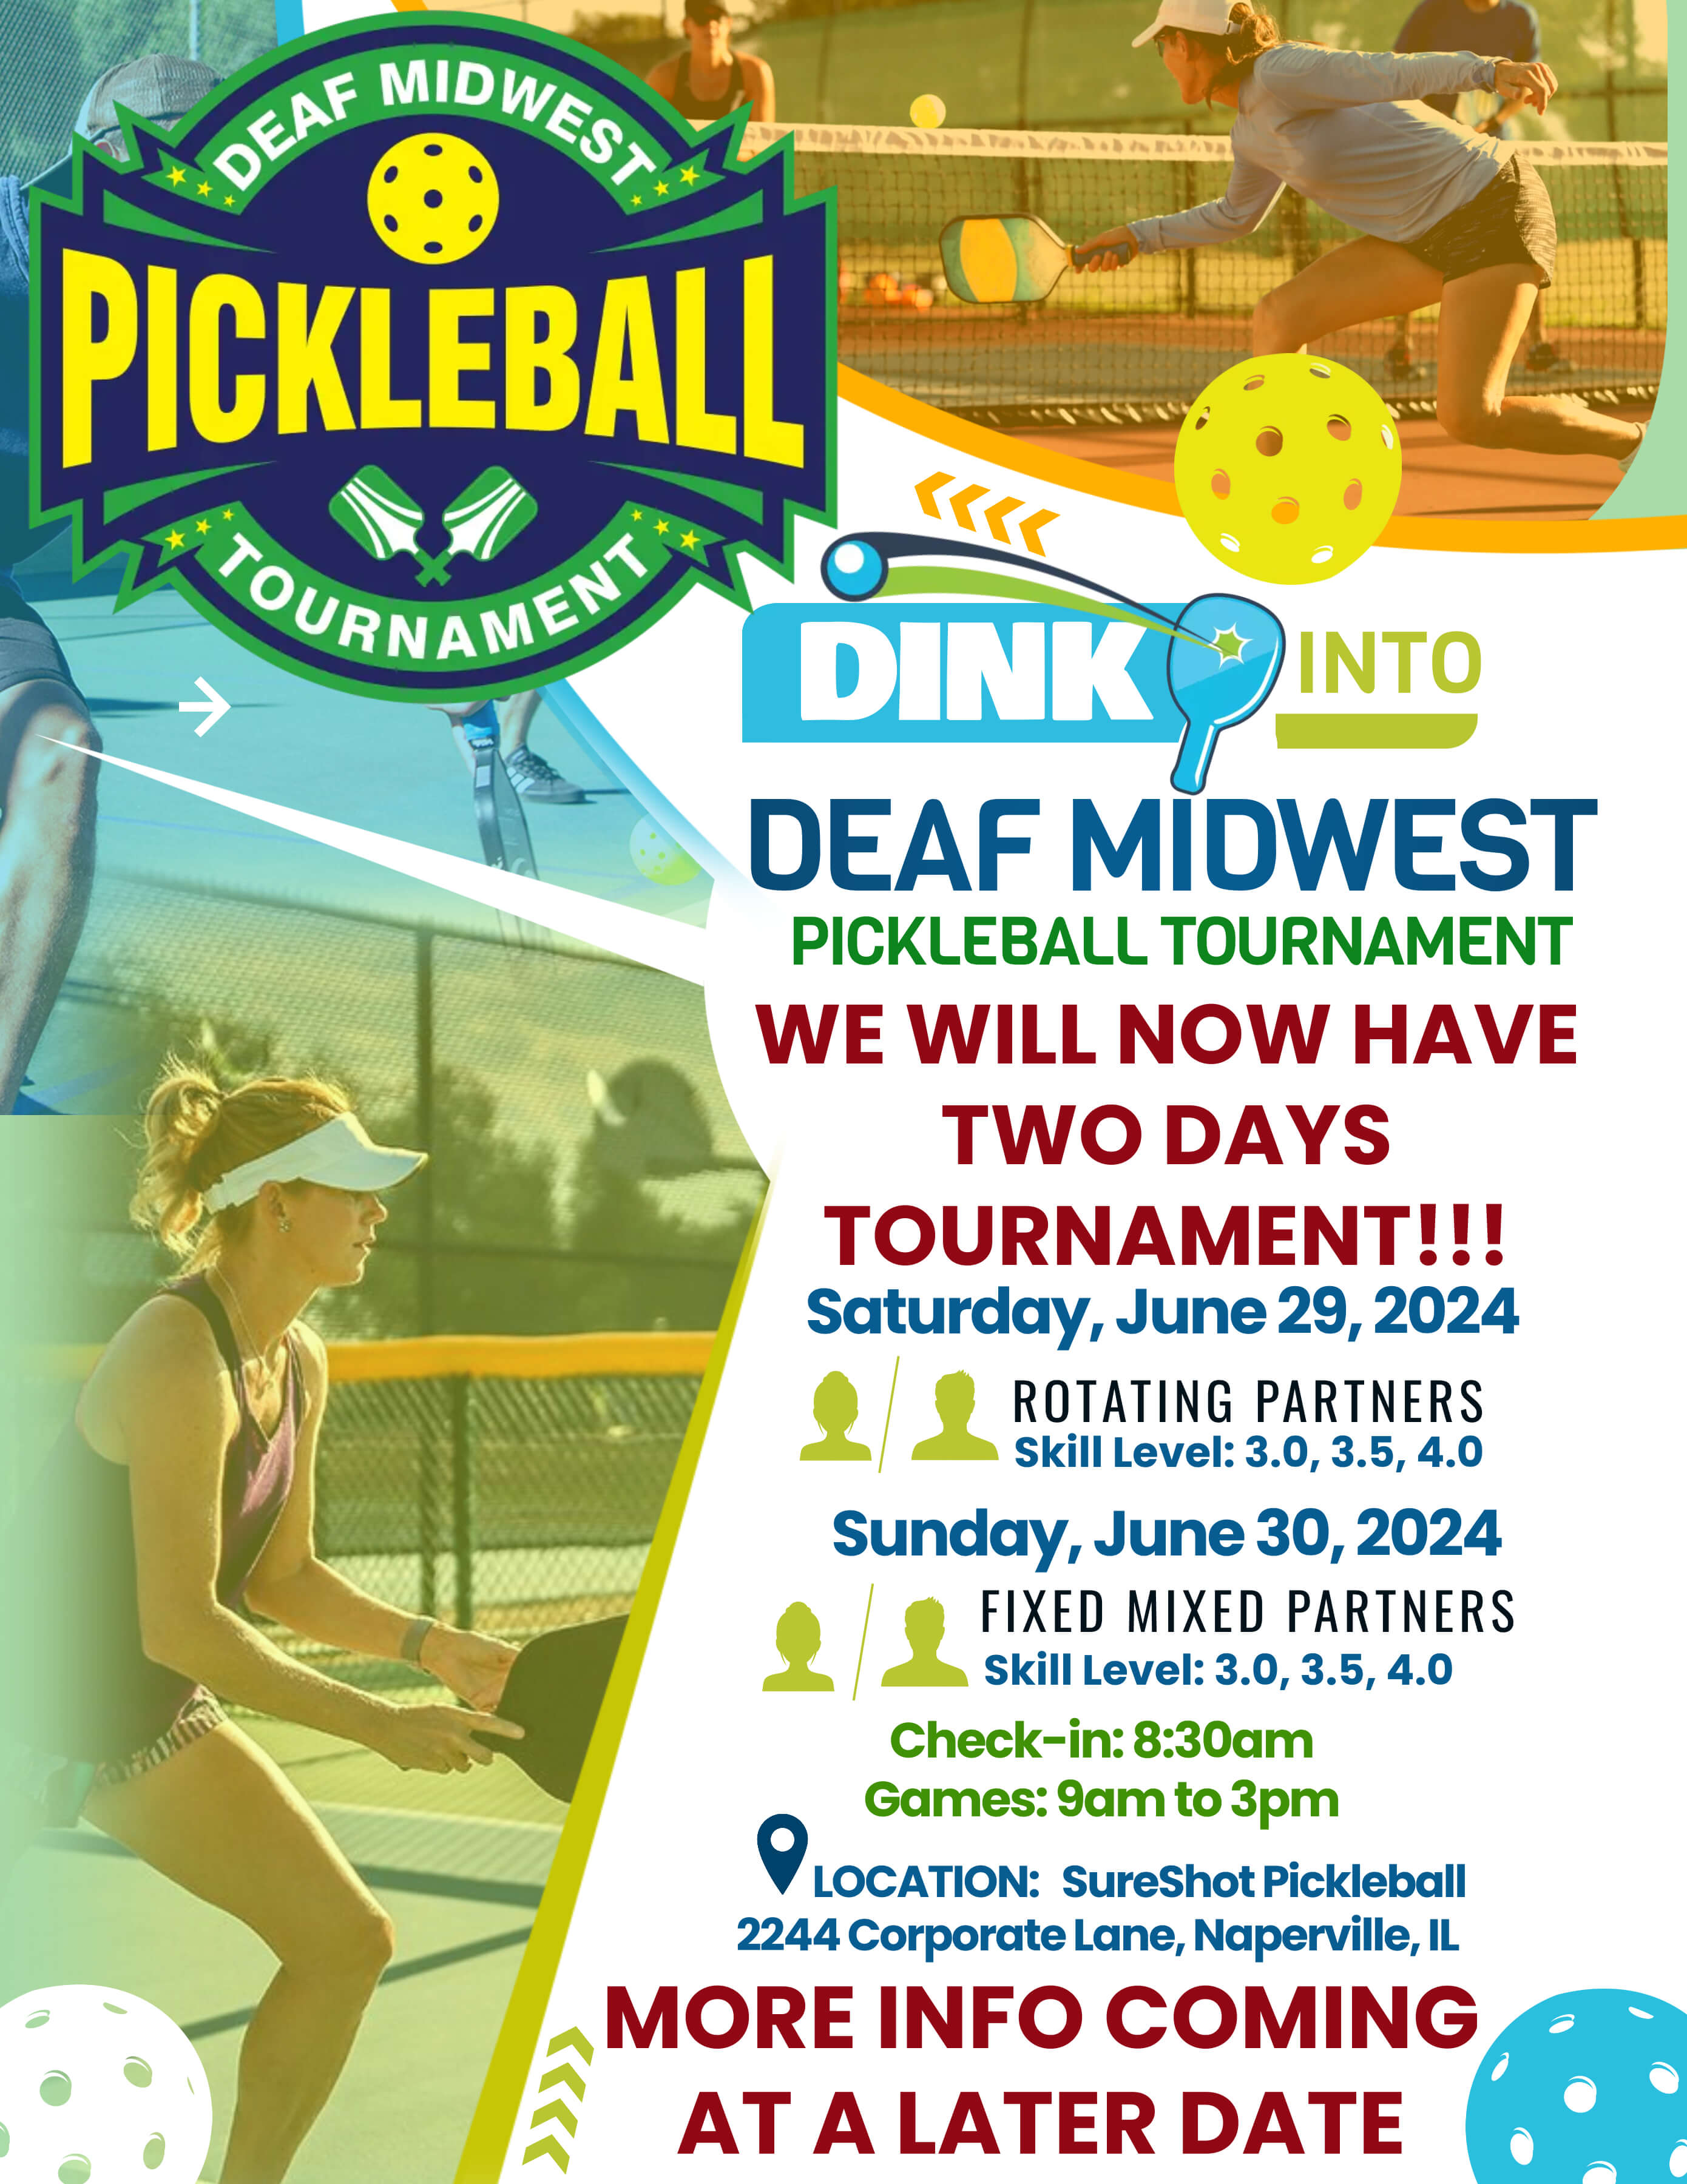 DEAF MIDWEST
PICKLEBALL
TOURNAMENT
DINK INTO
DEAF MIDWEST
PICKLEBALL TOURNAMENT
WE WILL NOW HAVE
TWO DAYS
TOURNAMENT!!!
Saturday, June 29, 2024
ROTATING PARTNERS
Skill Level: 3.0, 3.5, 4.0
Sunday, June 30, 2024
FIXED MIXED PARTNERS
Skill Level: 3.0, 3.5, 4.0
Check-in: 8:30am
Games: 9am to 3pm
LOCATION: SureShot Pickleball
2244 Corporate Lane, Naperville, IL
MORE INFO COMING
AT A LATER DATE